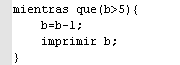 mientras que(b>5){
b=b-1;
imprimir b;
}